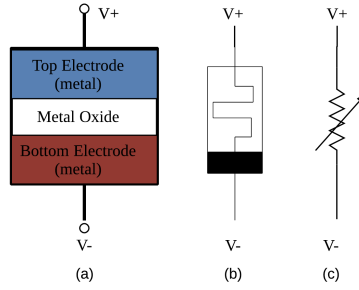 V+
V+
V+
Top Electrode
(metal)
Metal Oxide
Bottom Electrode
(metal)
V-
V-
V-
(a)
(b)
(c)